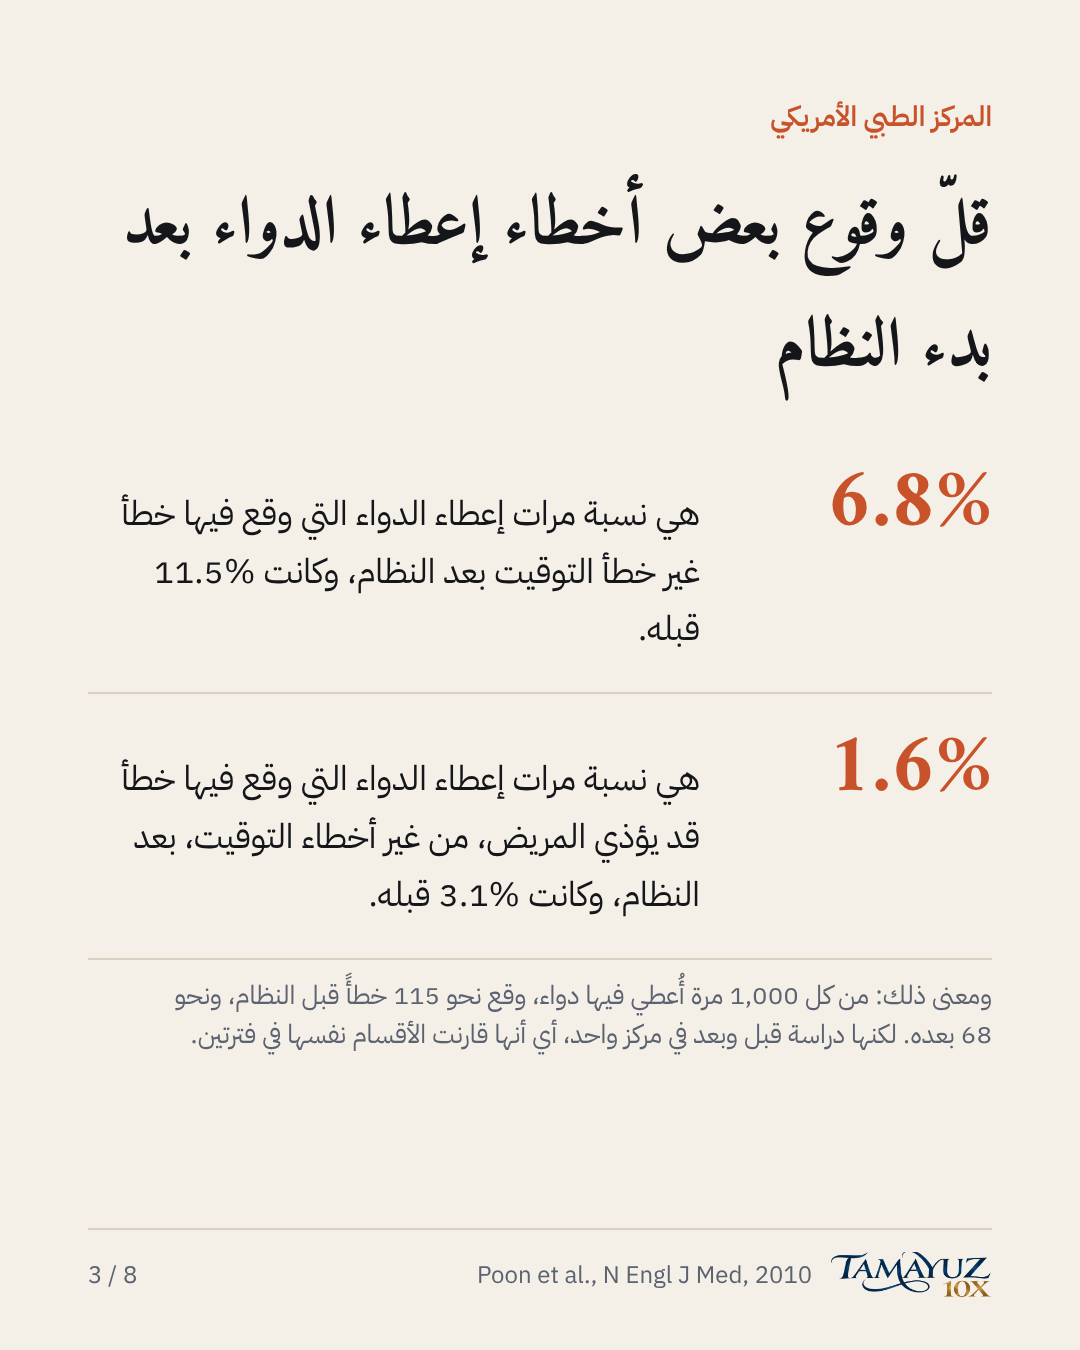 المركز الطبي الأمريكي
قلّ وقوع بعض أخطاء إعطاء الدواء بعد
بدء النظام
6.8%
هي نسبة مرات إعطاء الدواء التي وقع فيها خطأ
غير خطأ التوقيت بعد النظام، وكانت 11.5%
قبله.
1.6%
هي نسبة مرات إعطاء الدواء التي وقع فيها خطأ
قد يؤذي المريض، من غير أخطاء التوقيت، بعد
النظام، وكانت 3.1% قبله.
ومعنى ذلك: من كل 1,000 مرة أُعطي فيها دواء، وقع نحو 115 خطأً قبل النظام، ونحو
68 بعده. لكنها دراسة قبل وبعد في مركز واحد، أي أنها قارنت الأقسام نفسها في فترتين.
TAMAYUZ
10X
Poon et al., N Engl J Med, 2010
3 / 8